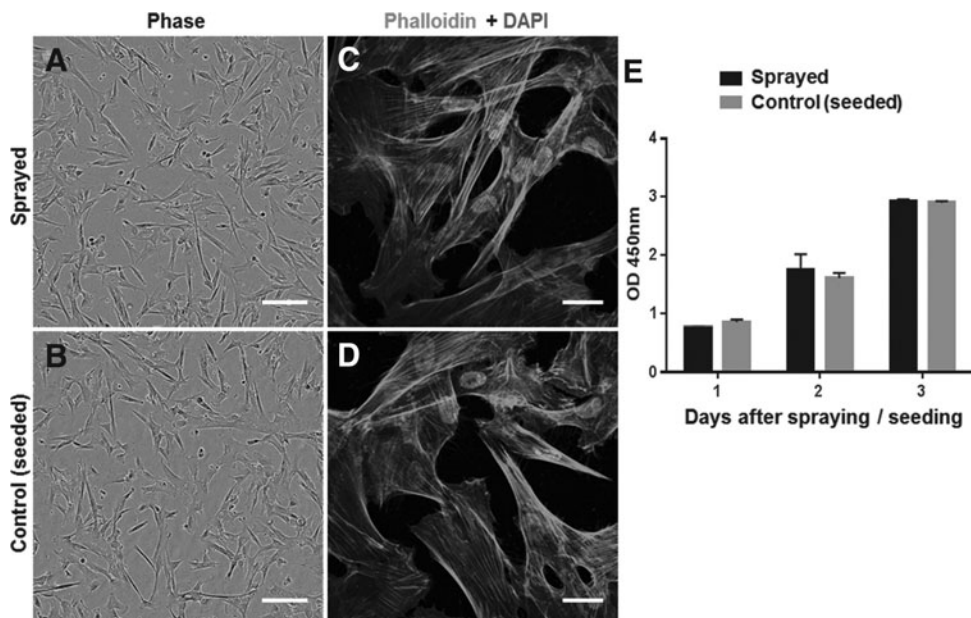 Phase
Phalloidin + DAPI
Sprayed
A
C
Control (seeded)
B
D
E
Sprayed
Control (seeded)
OD 450nm
4
3
2
1
0
1 2 3
Days after spraying / seeding